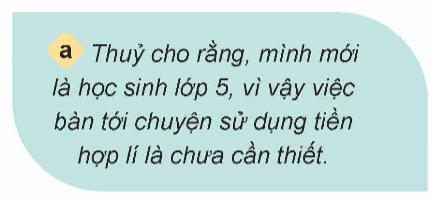 a Thuỷ cho rằng, mình mới
là học sinh lớp 5, vì vậy việc
bàn tới chuyện sử dụng tiền
hợp lí là chưa cần thiết.